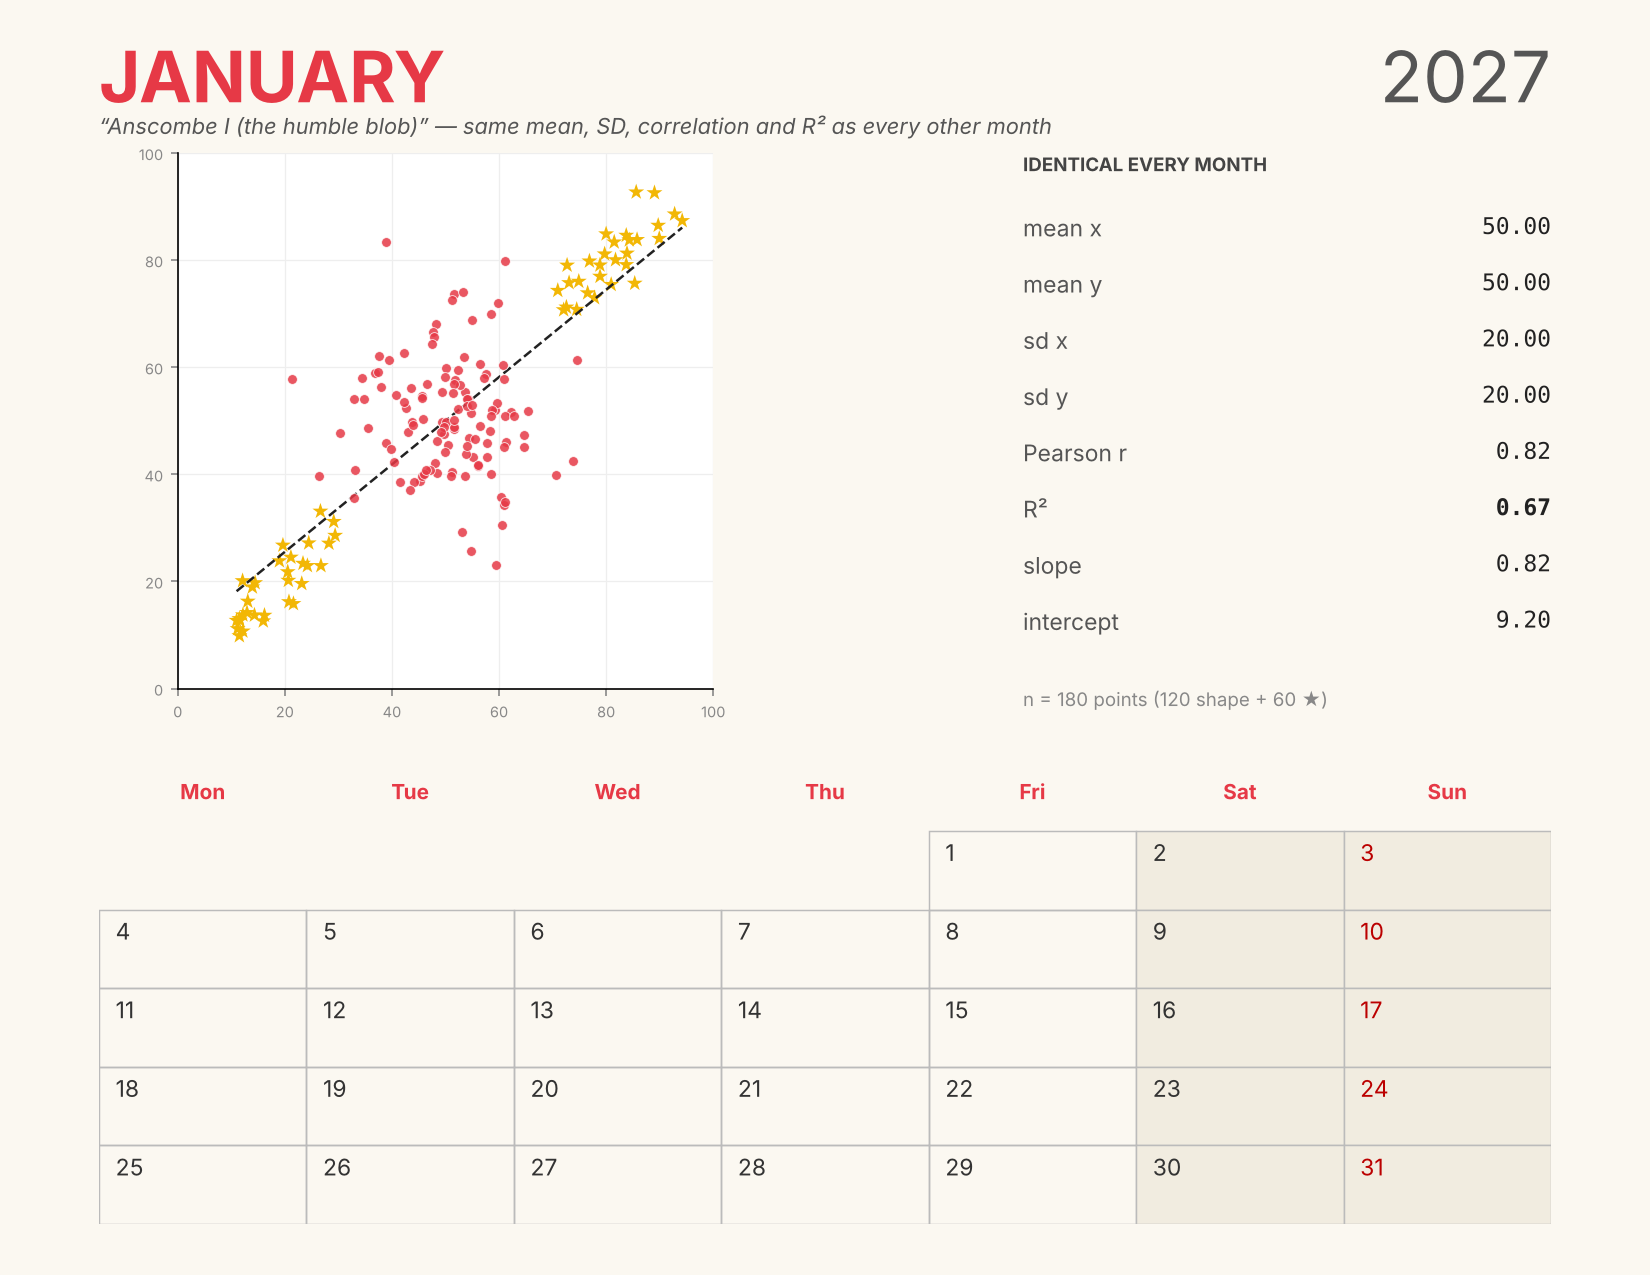 JANUARY 2027
“Anscombe I (the humble blob)” — same mean, SD, correlation and R² as every other month
100
80
60
40
20
0
0 20 40 60 80 100
IDENTICAL EVERY MONTH
mean x 50.00
mean y 50.00
sd x 20.00
sd y 20.00
Pearson r 0.82
R² 0.67
slope 0.82
intercept 9.20
n = 180 points (120 shape + 60 ★)
Mon Tue Wed Thu Fri Sat Sun
1 2 3
4 5 6 7 8 9 10
11 12 13 14 15 16 17
18 19 20 21 22 23 24
25 26 27 28 29 30 31